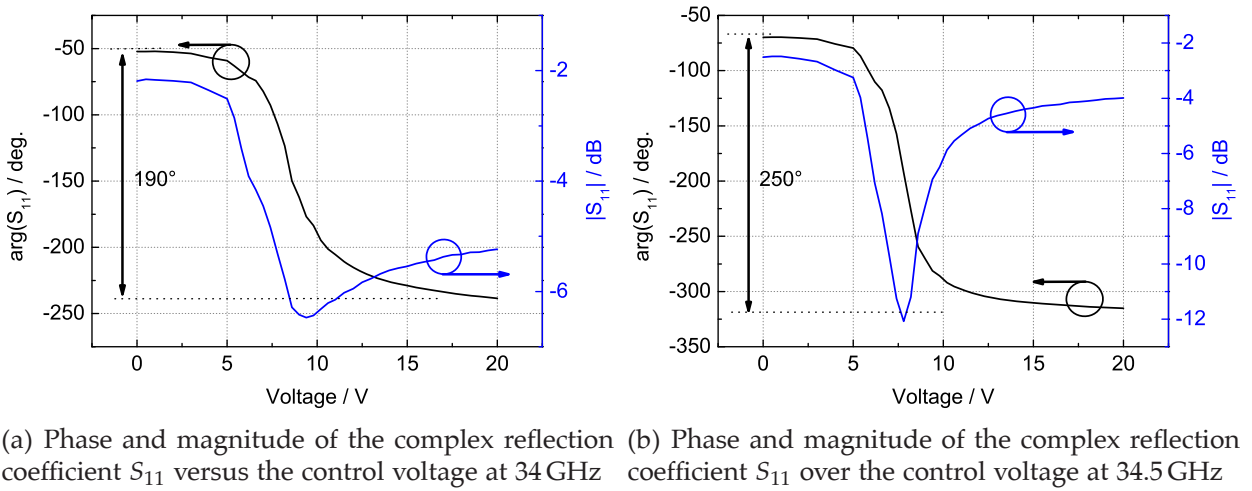 -50
-100
-150
-200
-250
arg(S11) / deg.
190°
-2
-4
-6
|S11| / dB
0 5 10 15 20
Voltage / V
-50
-100
-150
-200
-250
-300
-350
arg(S11) / deg.
250°
-2
-4
-6
-8
-10
-12
|S11| / dB
0 5 10 15 20
Voltage / V
(a) Phase and magnitude of the complex reflection
coefficient S11 versus the control voltage at 34 GHz
(b) Phase and magnitude of the complex reflection
coefficient S11 over the control voltage at 34.5 GHz